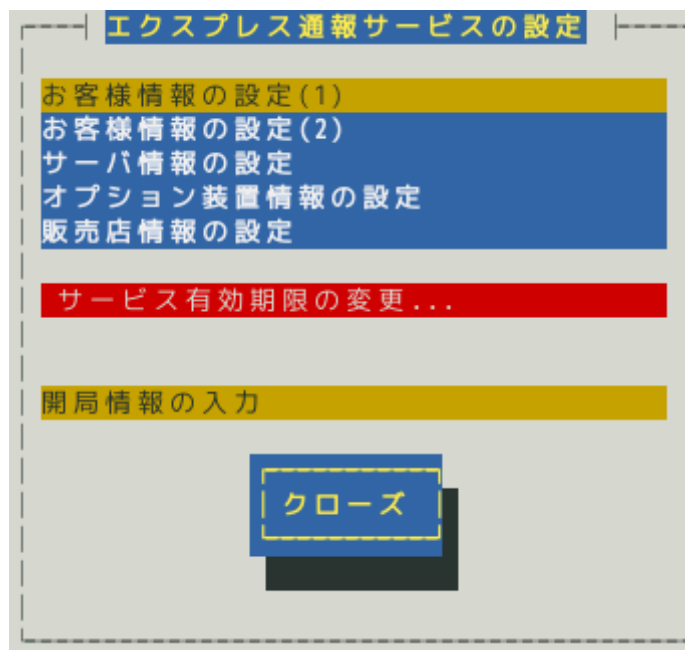 エクスプレス通報サービスの設定
お客様情報の設定(1)
お客様情報の設定(2)
サーバ情報の設定
オプション装置情報の設定
販売店情報の設定
サービス有効期限の変更...
開局情報の入力
クローズ